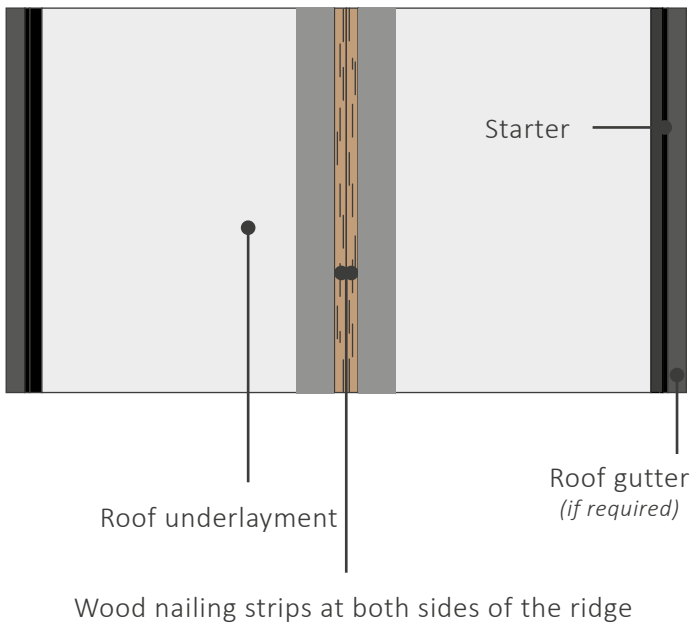 Starter
Roof gutter
(if required)
Roof underlayment
Wood nailing strips at both sides of the ridge